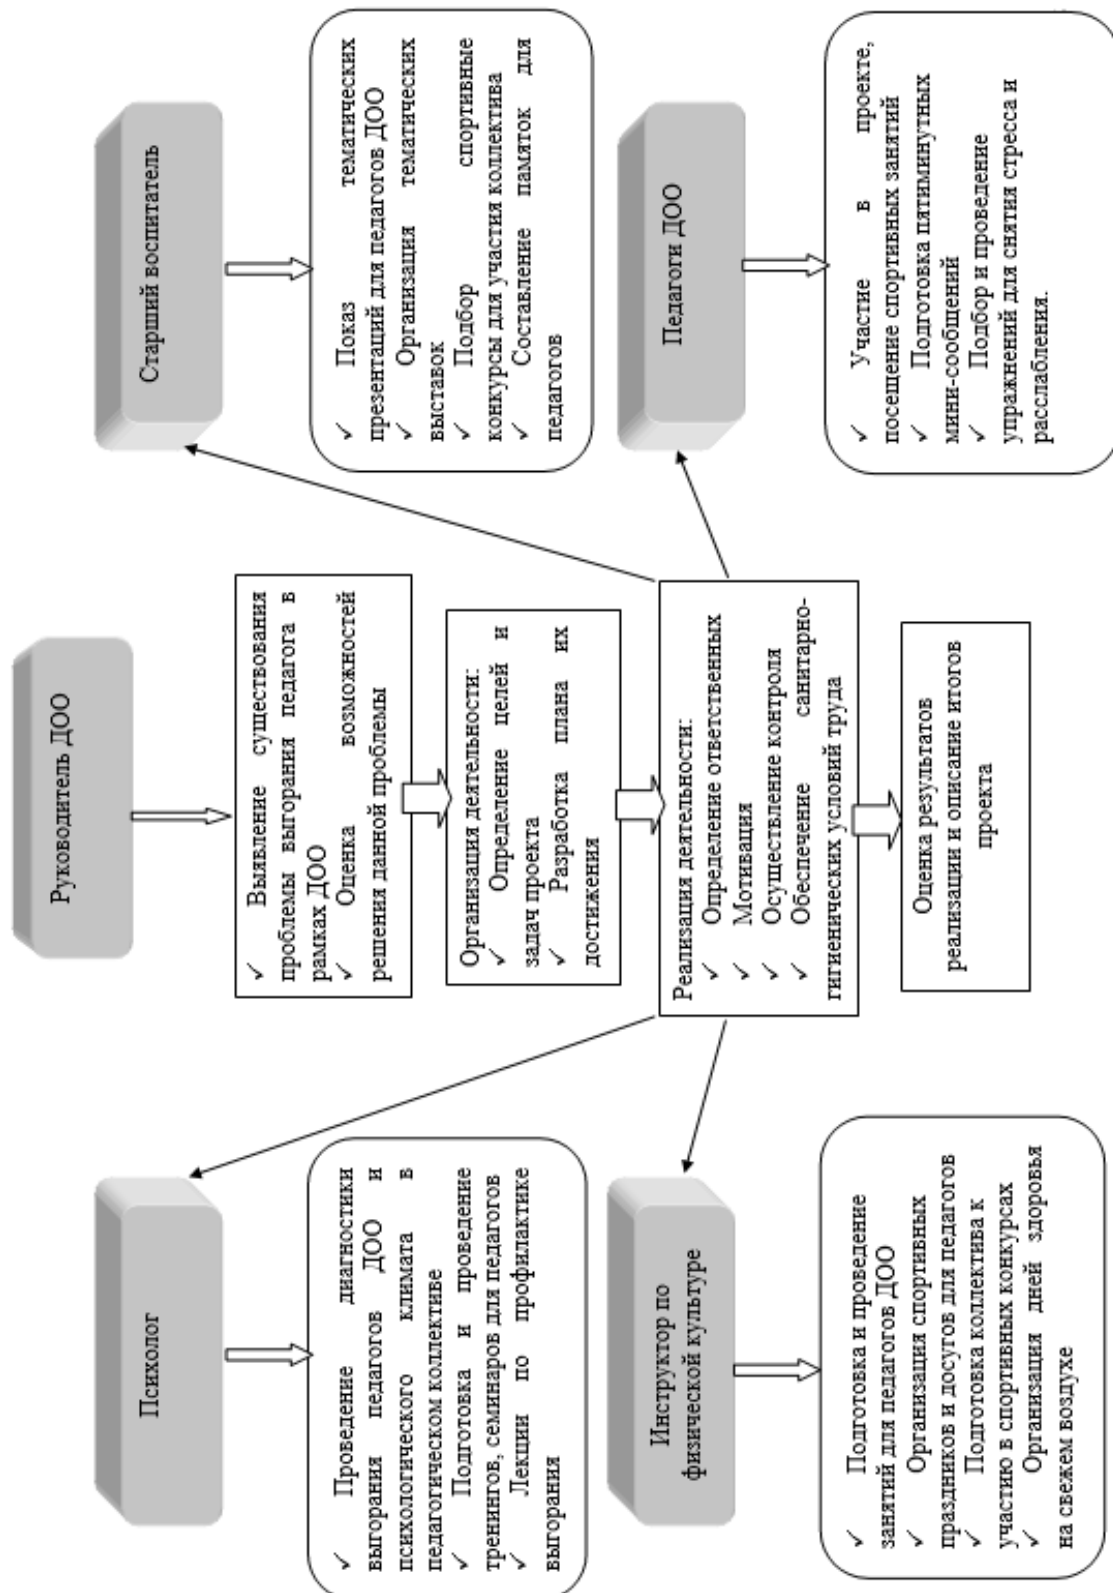 Руководитель ДОО
✓ Выявление существования
проблемы выгорания педагога в
рамках ДОО
✓ Оценка возможностей
решения данной проблемы
Организация деятельности:
✓ Определение целей и
задач проекта
✓ Разработка плана их
достижения
Реализация деятельности:
✓ Определение ответственных
✓ Мотивация
✓ Осуществление контроля
✓ Обеспечение санитарно-
гигиенических условий труда
Оценка результатов
реализации и описание итогов
проекта
Психолог
✓ Проведение диагностики
выгорания педагогов ДОО и
психологического климата в
педагогическом коллективе
✓ Подготовка и проведение
тренингов, семинаров для педагогов
✓ Лекции по профилактике
выгорания
Старший воспитатель
✓ Показ тематических
презентаций для педагогов ДОО
✓ Организация тематических
выставок
✓ Подбор спортивные
конкурсы для участия коллектива
✓ Составление памяток для
педагогов
Инструктор по
физической культуре
✓ Подготовка и проведение
занятий для педагогов ДОО
✓ Организация спортивных
праздников и досугов для педагогов
✓ Подготовка коллектива к
участию в спортивных конкурсах
✓ Организация дней здоровья
на свежем воздухе
Педагоги ДОО
✓ Участие в проекте,
посещение спортивных занятий
✓ Подготовка пятиминутных
мини-сообщений
✓ Подбор и проведение
упражнений для снятия стресса и
расслабления.